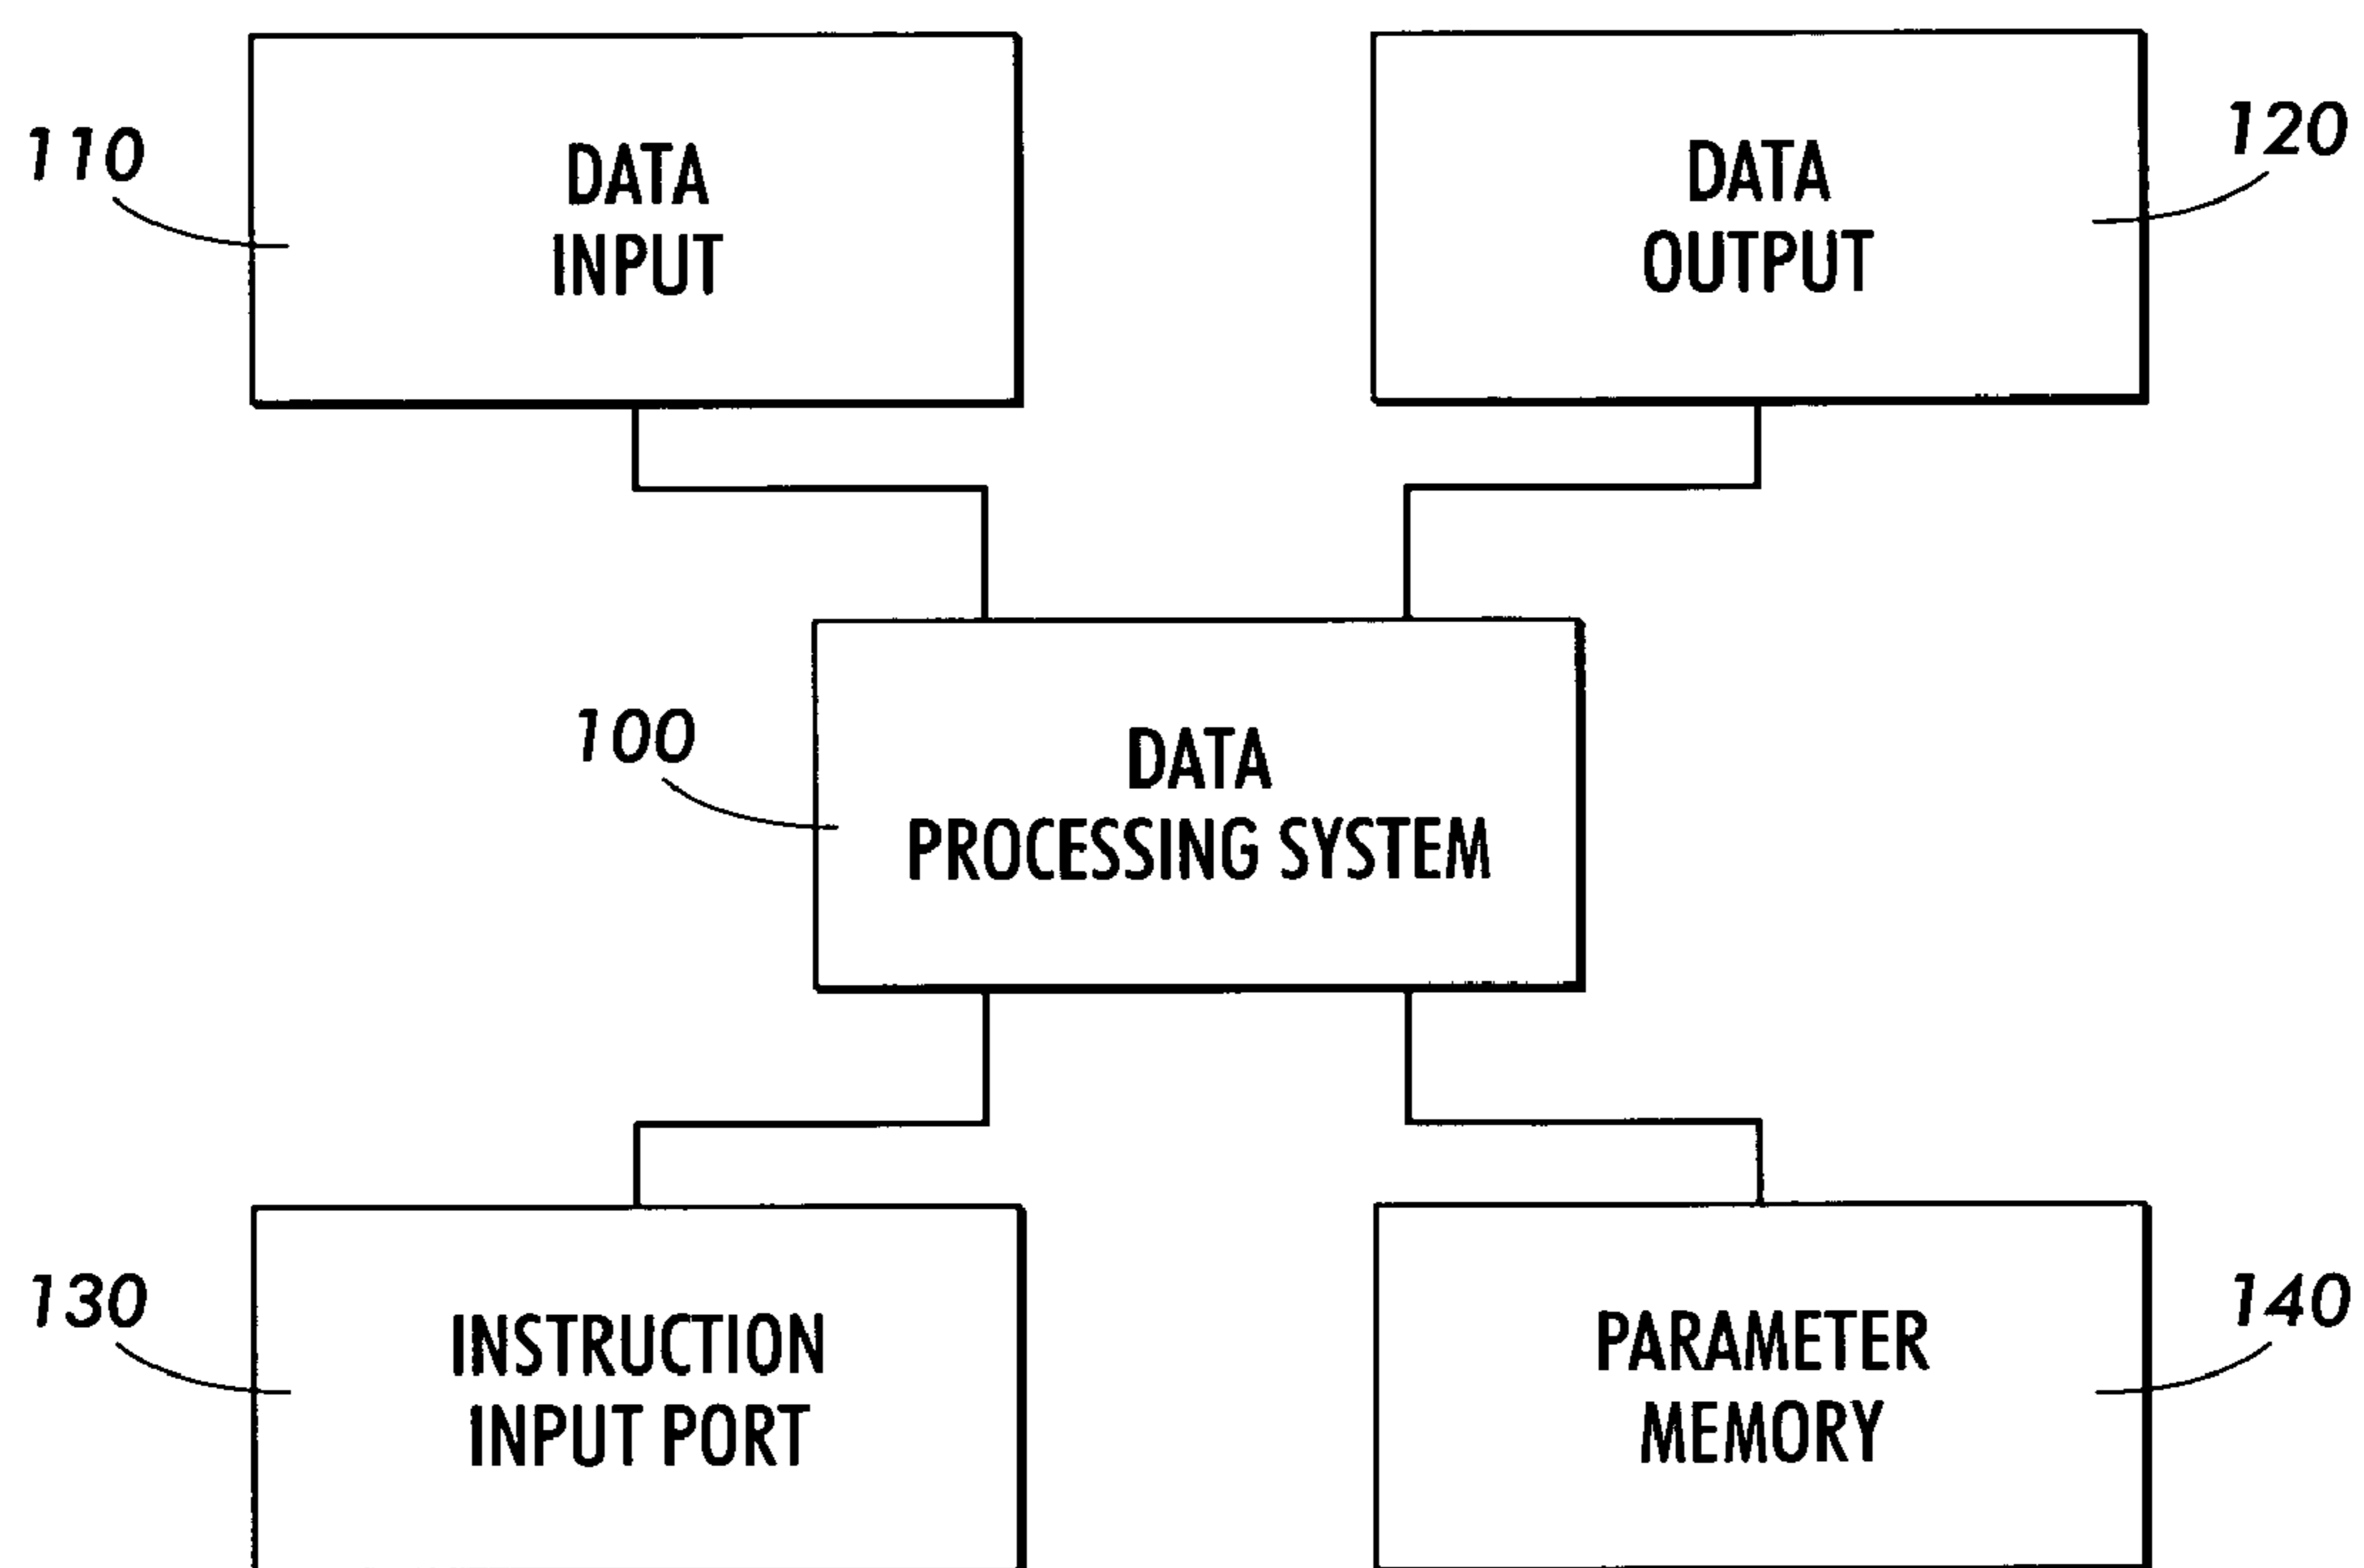 110
DATA
INPUT
DATA
OUTPUT
120
100
DATA
PROCESSING SYSTEM
130
INSTRUCTION
INPUT PORT
PARAMETER
MEMORY
140